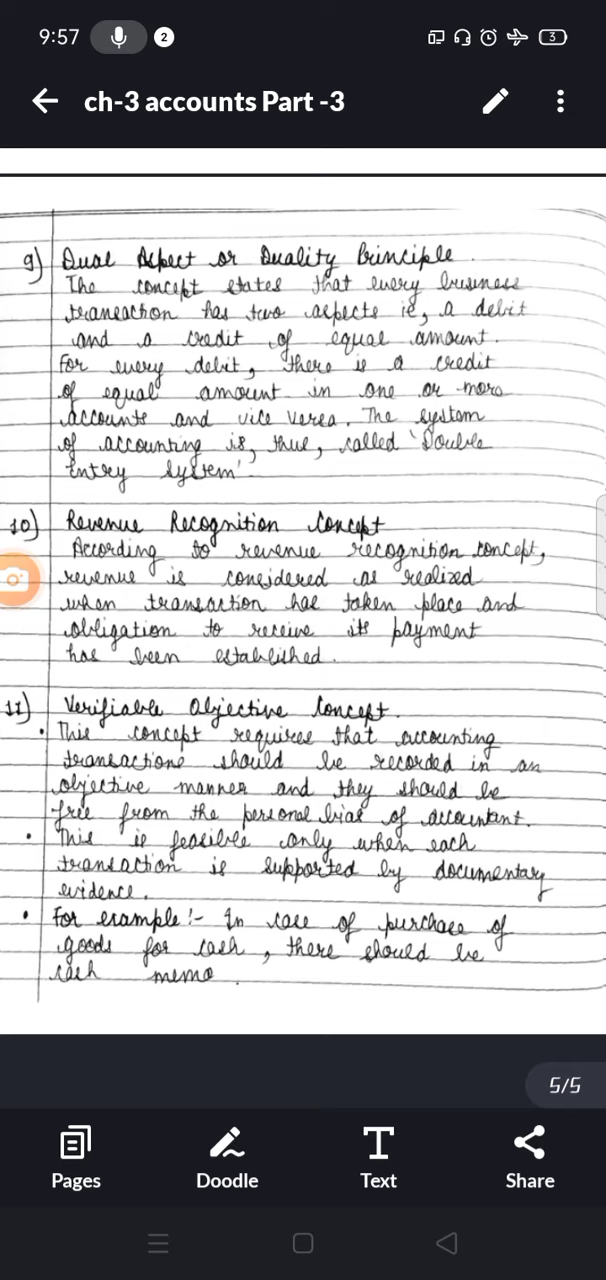 9:57
2
3
ch-3 accounts Part -3
9) Dual Aspect or Duality Principle.
The concept states that every business
transaction has two aspects ie, a debit
and a credit of equal amount.
For every debit, there is a credit
of equal amount in one or more
accounts and vice versa. The system
of accounting is, thus, called 'Double
Entry System'.
10) Revenue Recognition Concept
According to revenue recognition concept,
revenue is considered as realized
when transaction has taken place and
obligation to receive its payment
has been established.
11) Verifiable Objective Concept.
• This concept requires that accounting
transactions should be recorded in an
objective manner and they should be
free from the personal bias of accountant.
• This is feasible only when each
transaction is supported by documentary
evidence.
• For example:- In case of purchase of
goods for cash, there should be
cash memo.
5/5
Pages
Doodle
Text
Share